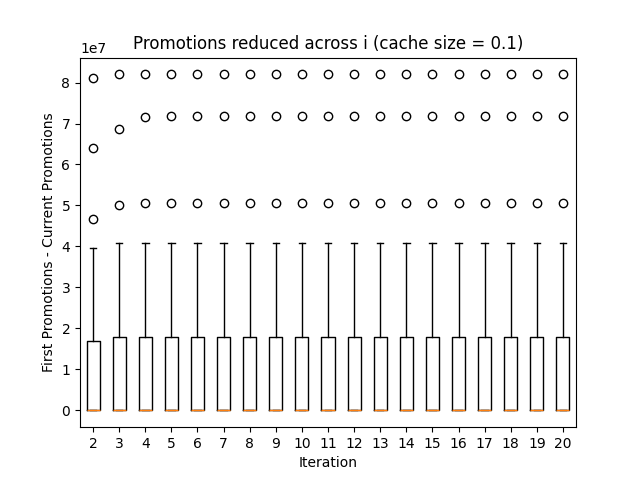 Promotions reduced across i (cache size = 0.1)
1e7
8
7
6
5
4
3
2
1
0
First Promotions - Current Promotions
2 3 4 5 6 7 8 9 10 11 12 13 14 15 16 17 18 19 20
Iteration